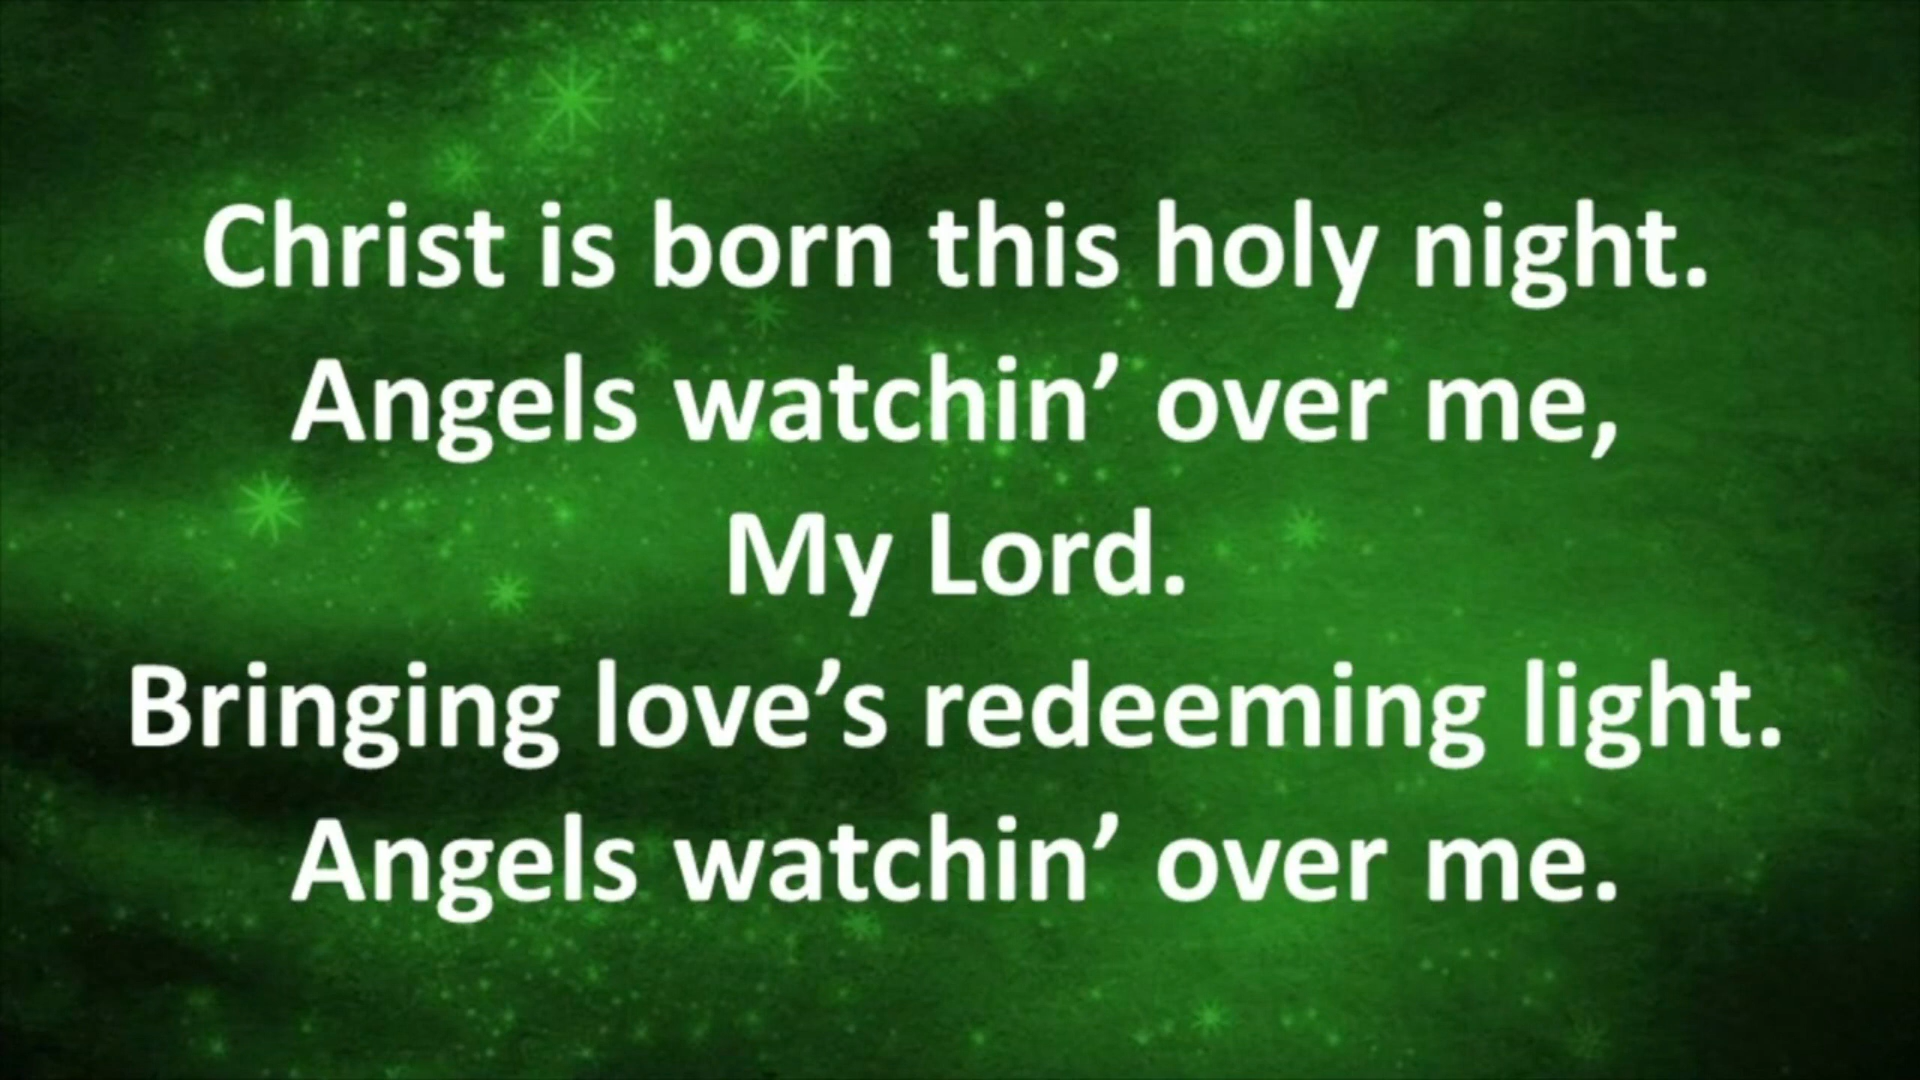 Christ is born this holy night.
Angels watchin’ over me,
My Lord.
Bringing love’s redeeming light.
Angels watchin’ over me.